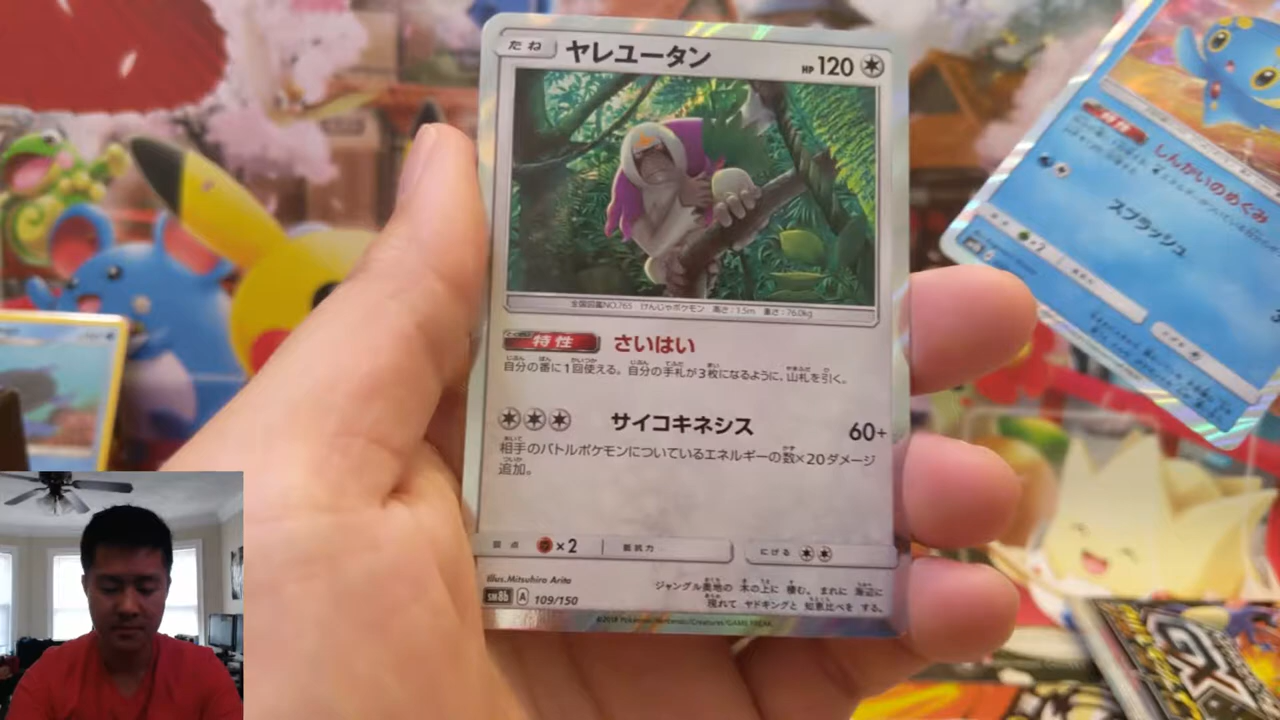 たね ヤレユータン HP 120
全国図鑑NO.765 けんじゃポケモン 高さ：1.5m 重さ：76.0kg
特性 さいはい
自分の番に1回使える。自分の手札が3枚になるように、山札を引く。
サイコキネシス 60+
相手のバトルポケモンについているエネルギーの数×20ダメージ
追加。
弱点 ×2 抵抗力 にげる
Illus.Mitsuhiro Arita
SM8b A 109/150
ジャングル奥地の 木の上に 棲む。まれに 海辺に
現れて ヤドキングと 知恵比べを する。
©2018 Pokémon/Nintendo/Creatures/GAME FREAK.
特性 しんかいのめぐみ
スプラッシュ
×2
GX